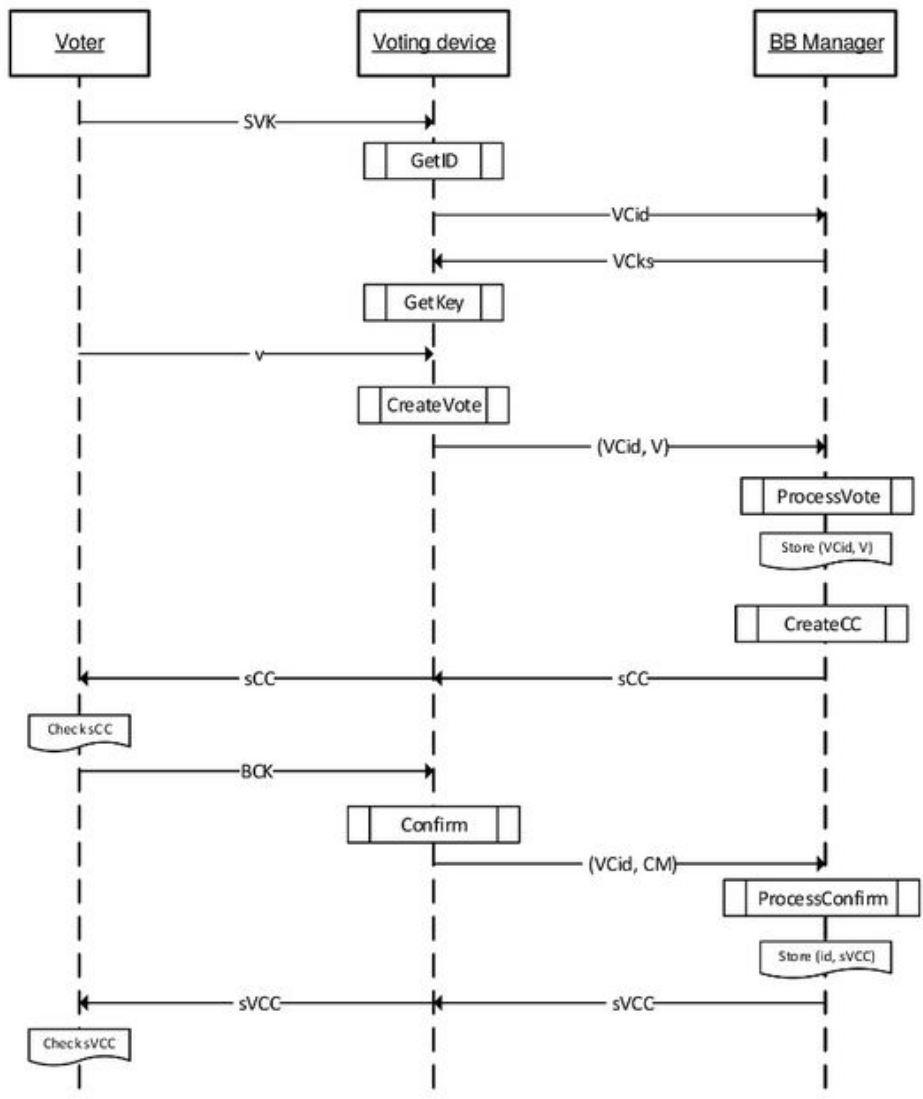 Voter
Voting device
BB Manager
SVK
GetID
VCid
VCks
GetKey
v
CreateVote
(VCid, V)
ProcessVote
Store (VCid, V)
CreateCC
sCC
sCC
ChecksCC
BCK
Confirm
(VCid, CM)
ProcessConfirm
Store (id, sVCC)
sVCC
sVCC
ChecksVCC